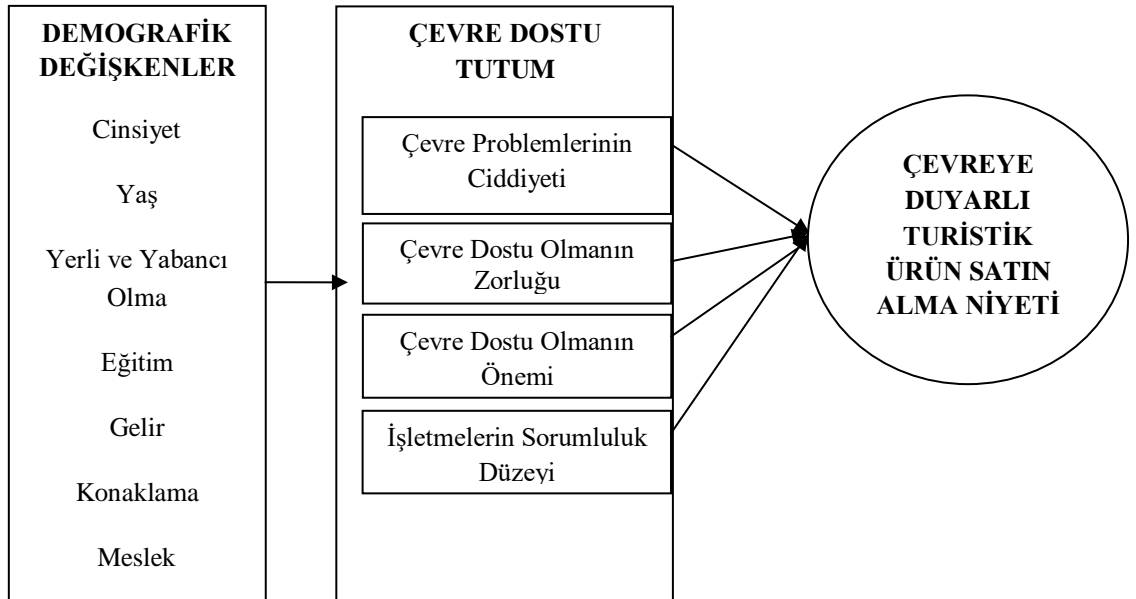 DEMOGRAFİK
DEĞİŞKENLER
Cinsiyet
Yaş
Yerli ve Yabancı
Olma
Eğitim
Gelir
Konaklama
Meslek
ÇEVRE DOSTU
TUTUM
Çevre Problemlerinin
Ciddiyeti
Çevre Dostu Olmanın
Zorluğu
Çevre Dostu Olmanın
Önemi
İşletmelerin Sorumluluk
Düzeyi
ÇEVREYE
DUYARLI
TURİSTİK
ÜRÜN SATIN
ALMA NİYETİ